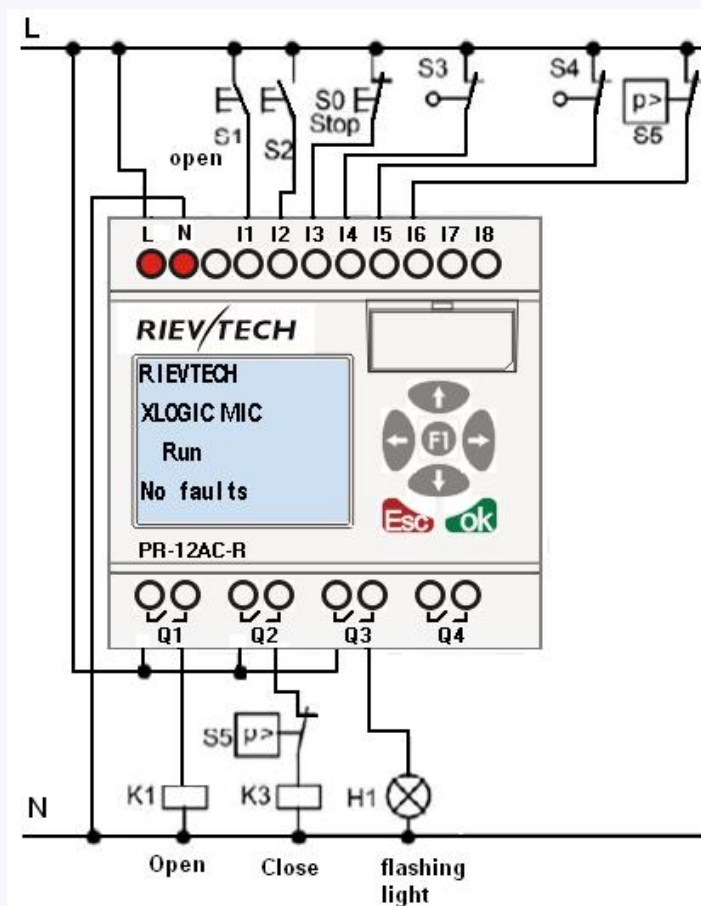 L
S1
S2
S0
Stop
S3
S4
p>
S5
open
L N I1 I2 I3 I4 I5 I6 I7 I8
RIEVTECH
RIEVTECH
XLOGIC MIC
Run
No faults
F1
Esc ok
PR-12AC-R
Q1 Q2 Q3 Q4
S5 p>
K1 K3 H1
N
Open Close flashing
light